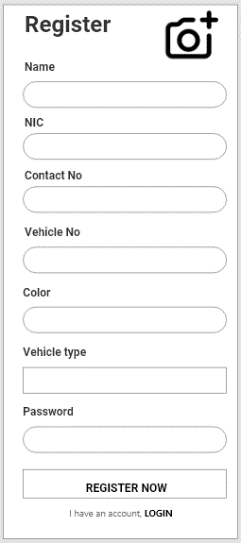 Register
Name
NIC
Contact No
Vehicle No
Color
Vehicle type
Password
REGISTER NOW
I have an account, LOGIN